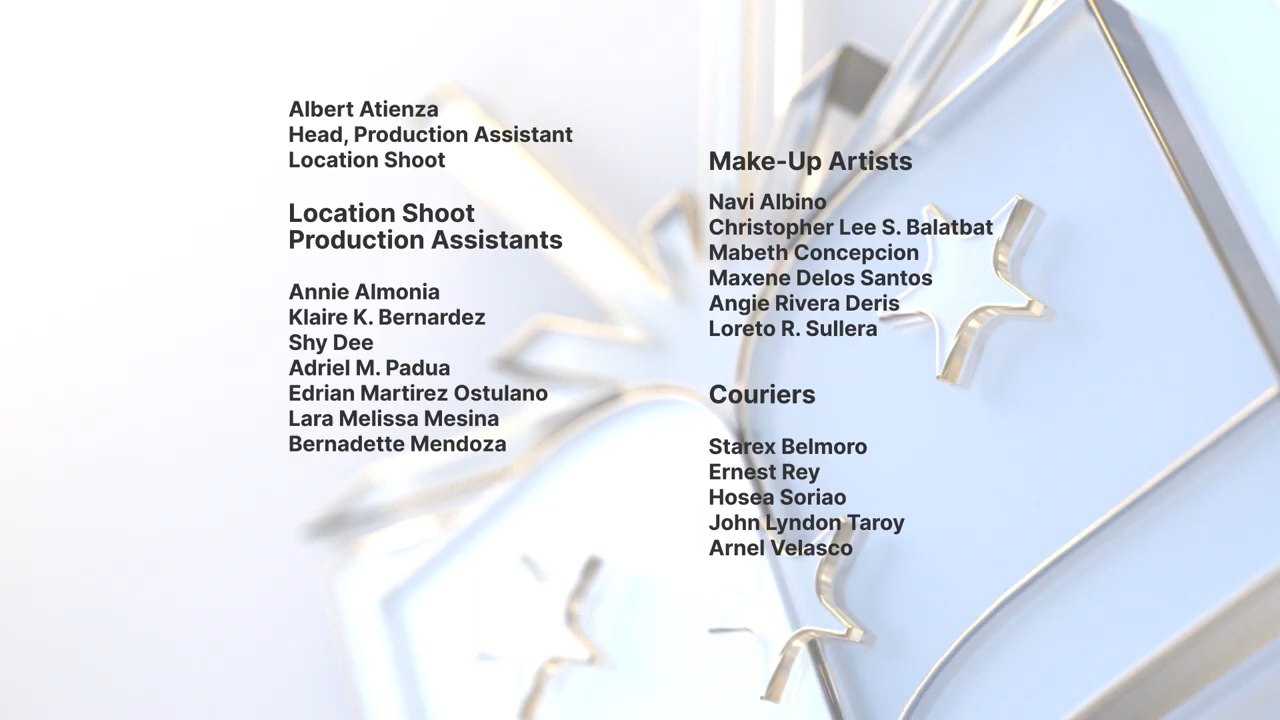 Albert Atienza
Head, Production Assistant
Location Shoot
Location Shoot
Production Assistants
Annie Almonia
Klaire K. Bernardez
Shy Dee
Adriel M. Padua
Edrian Martirez Ostulano
Lara Melissa Mesina
Bernadette Mendoza
Make-Up Artists
Navi Albino
Christopher Lee S. Balatbat
Mabeth Concepcion
Maxene Delos Santos
Angie Rivera Deris
Loreto R. Sullera
Couriers
Starex Belmoro
Ernest Rey
Hosea Soriao
John Lyndon Taroy
Arnel Velasco